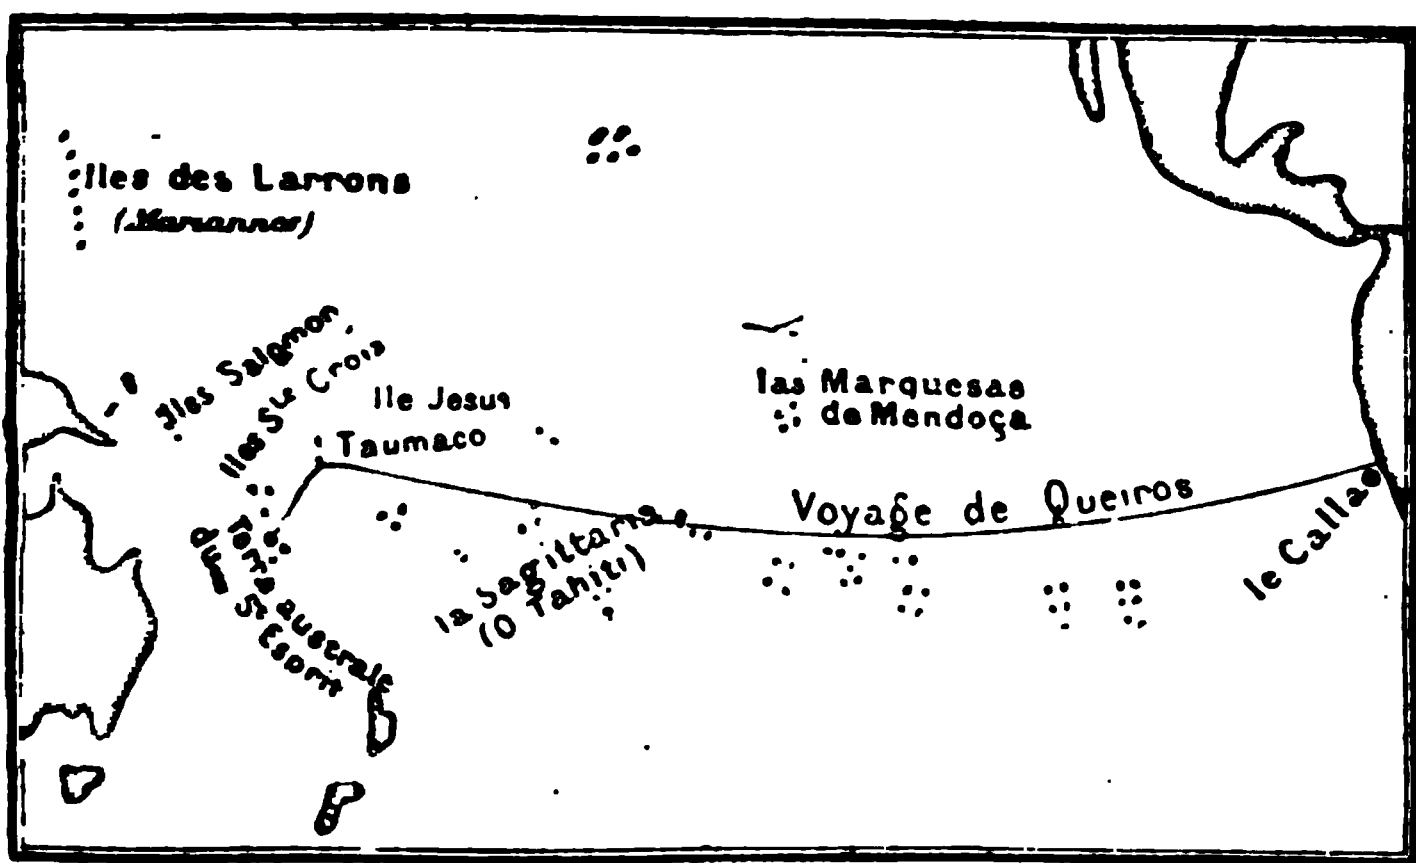 Iles des Larrons
(Mariannes)
Iles Salomon
Iles Ste Croix
Ile Jesus
Taumaco
las Marquesas
de Mendoça
Voyage de Queiros
le Callao
la Sagittaria
(O Tahiti)
Terre australe
du St Esprit